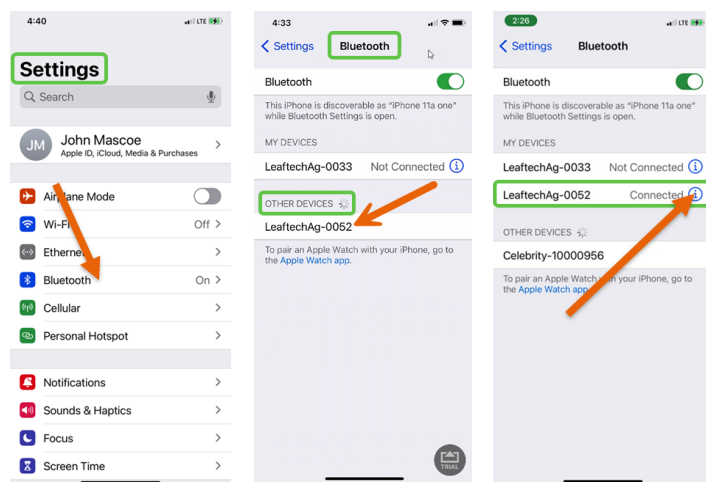 4:40
LTE
Settings
Search
JM
John Mascoe
Apple ID, iCloud, Media & Purchases
Airplane Mode
Wi-Fi
Off
Ethernet
Bluetooth
On
Cellular
Personal Hotspot
Notifications
Sounds & Haptics
Focus
Screen Time
4:33
Settings
Bluetooth
Bluetooth
This iPhone is discoverable as “iPhone 11a one”
while Bluetooth Settings is open.
MY DEVICES
LeaftechAg-0033 Not Connected
OTHER DEVICES
LeaftechAg-0052
To pair an Apple Watch with your iPhone, go to
the Apple Watch app.
TRIAL
2:26
LTE
Settings
Bluetooth
Bluetooth
This iPhone is discoverable as “iPhone 11a one”
while Bluetooth Settings is open.
MY DEVICES
LeaftechAg-0033 Not Connected
LeaftechAg-0052 Connected
OTHER DEVICES
Celebrity-10000956
To pair an Apple Watch with your iPhone, go to
the Apple Watch app